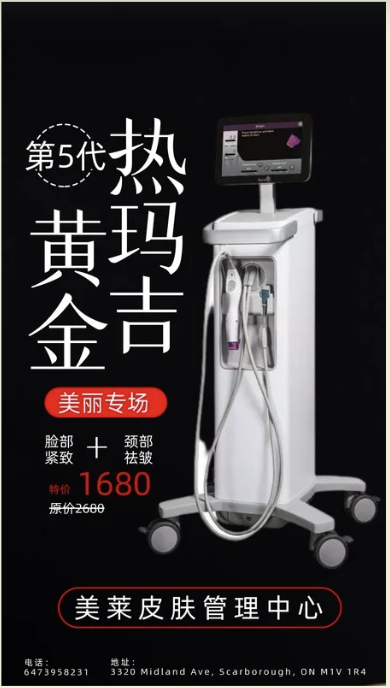 第5代
热玛吉
黄金
美丽专场
脸部
紧致
+
颈部
祛皱
特价 1680
原价2680
美莱皮肤管理中心
电话：
6473958231
地址：
3320 Midland Ave, Scarborough, ON M1V 1R4